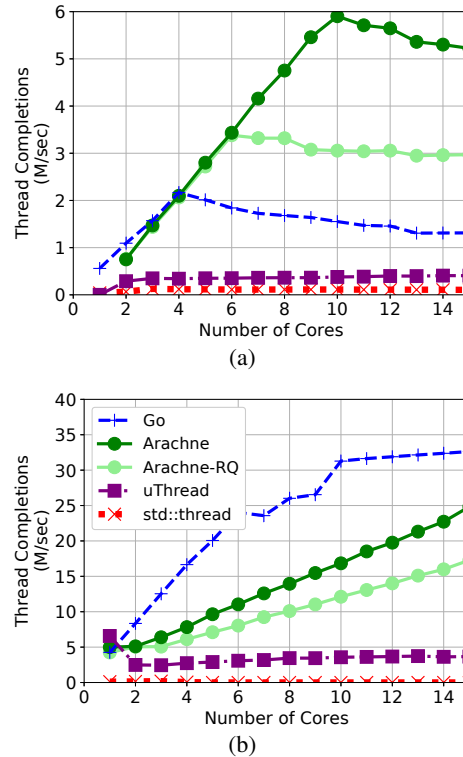 6
5
4
3
2
1
0
Thread Completions
(M/sec)
0 2 4 6 8 10 12 14
Number of Cores
(a)
40
35
30
25
20
15
10
5
0
Thread Completions
(M/sec)
Go
Arachne
Arachne-RQ
uThread
std::thread
0 2 4 6 8 10 12 14
Number of Cores
(b)